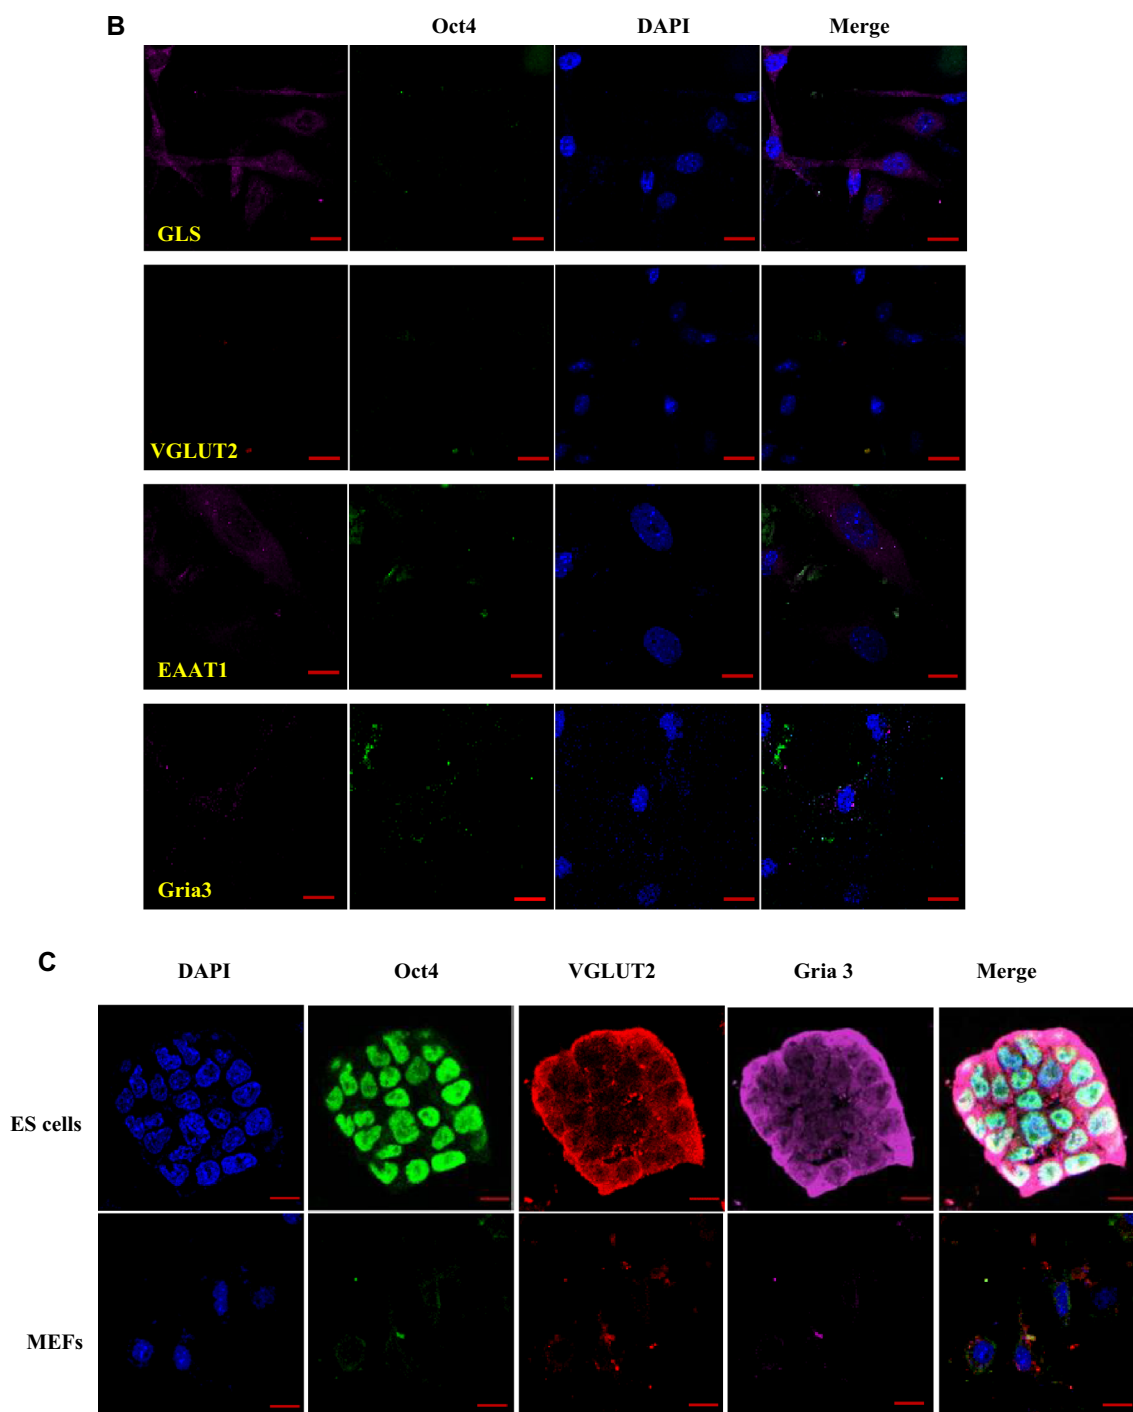 B
Oct4 DAPI Merge
GLS
VGLUT2
EAAT1
Gria3
C
DAPI Oct4 VGLUT2 Gria 3 Merge
ES cells
MEFs